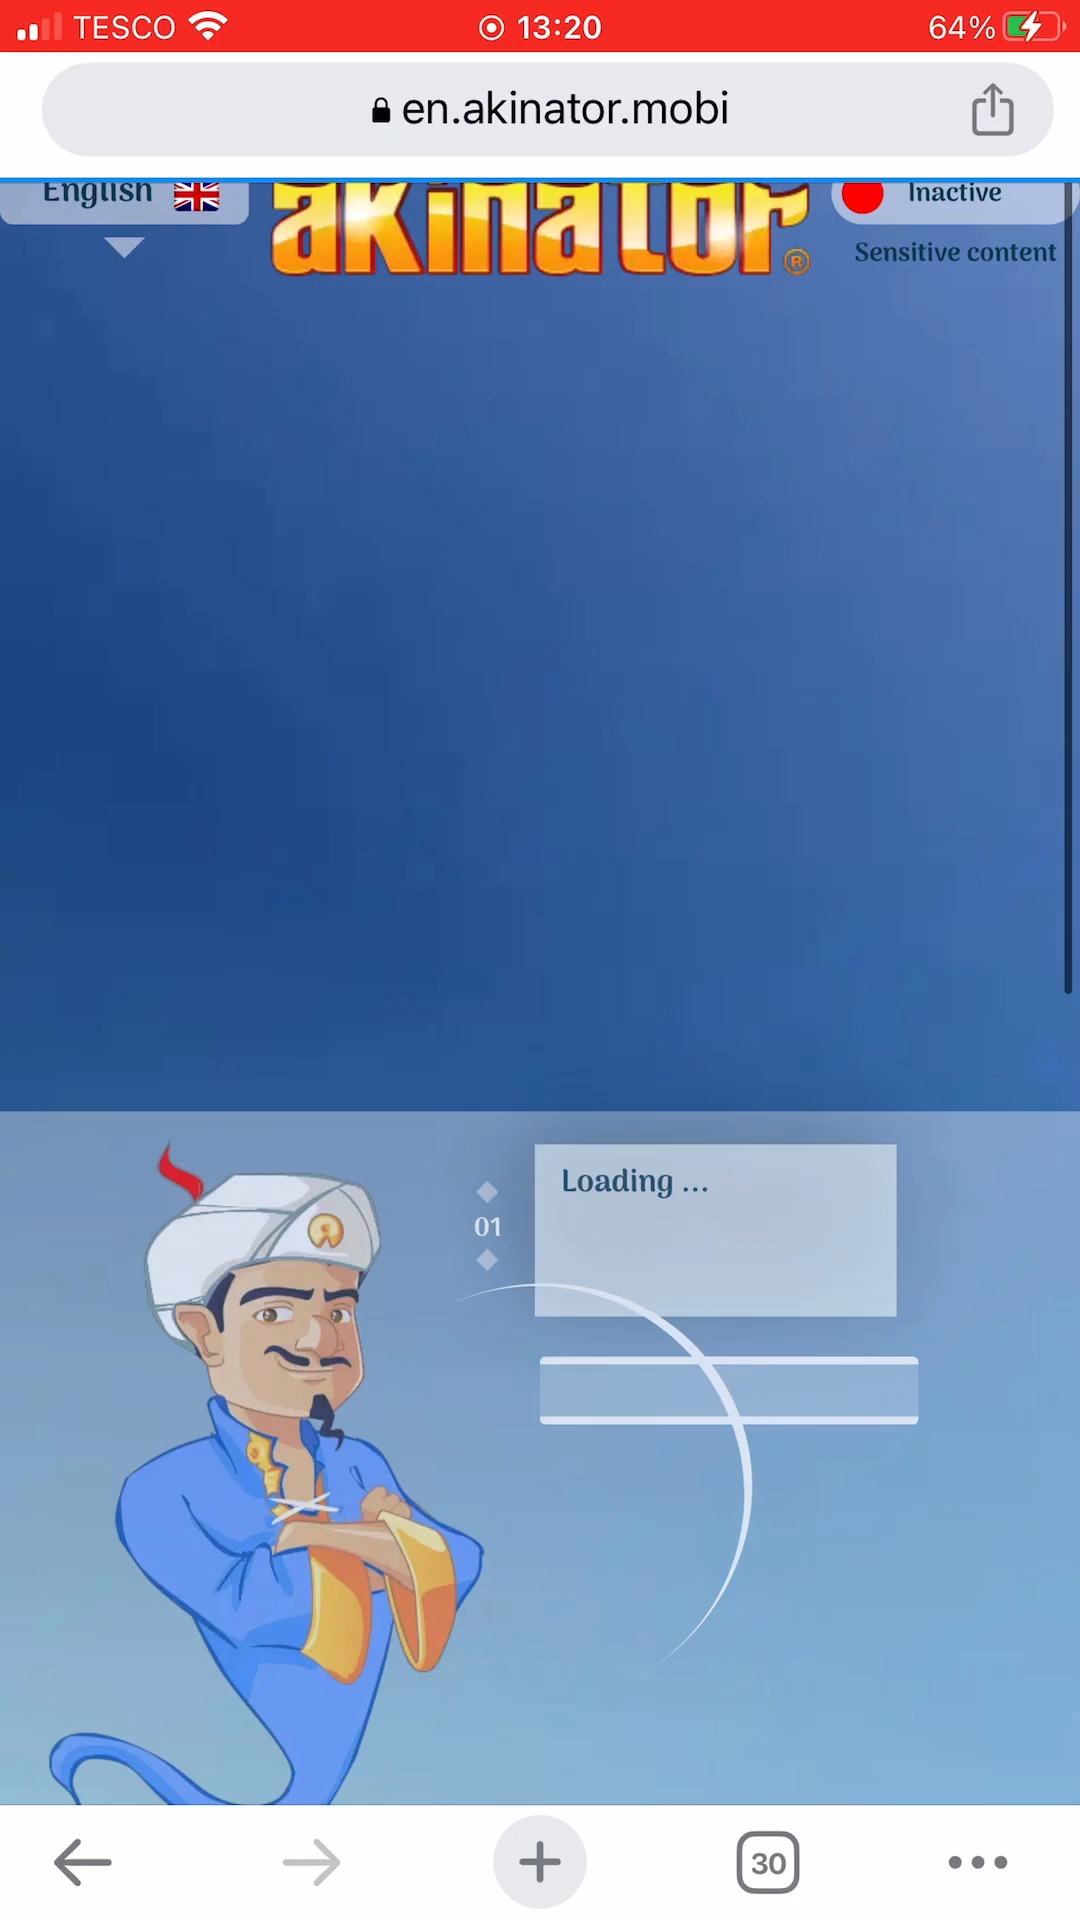 TESCO
13:20
64%
en.akinator.mobi
English
akinator®
Inactive
Sensitive content
Loading ...
01
30